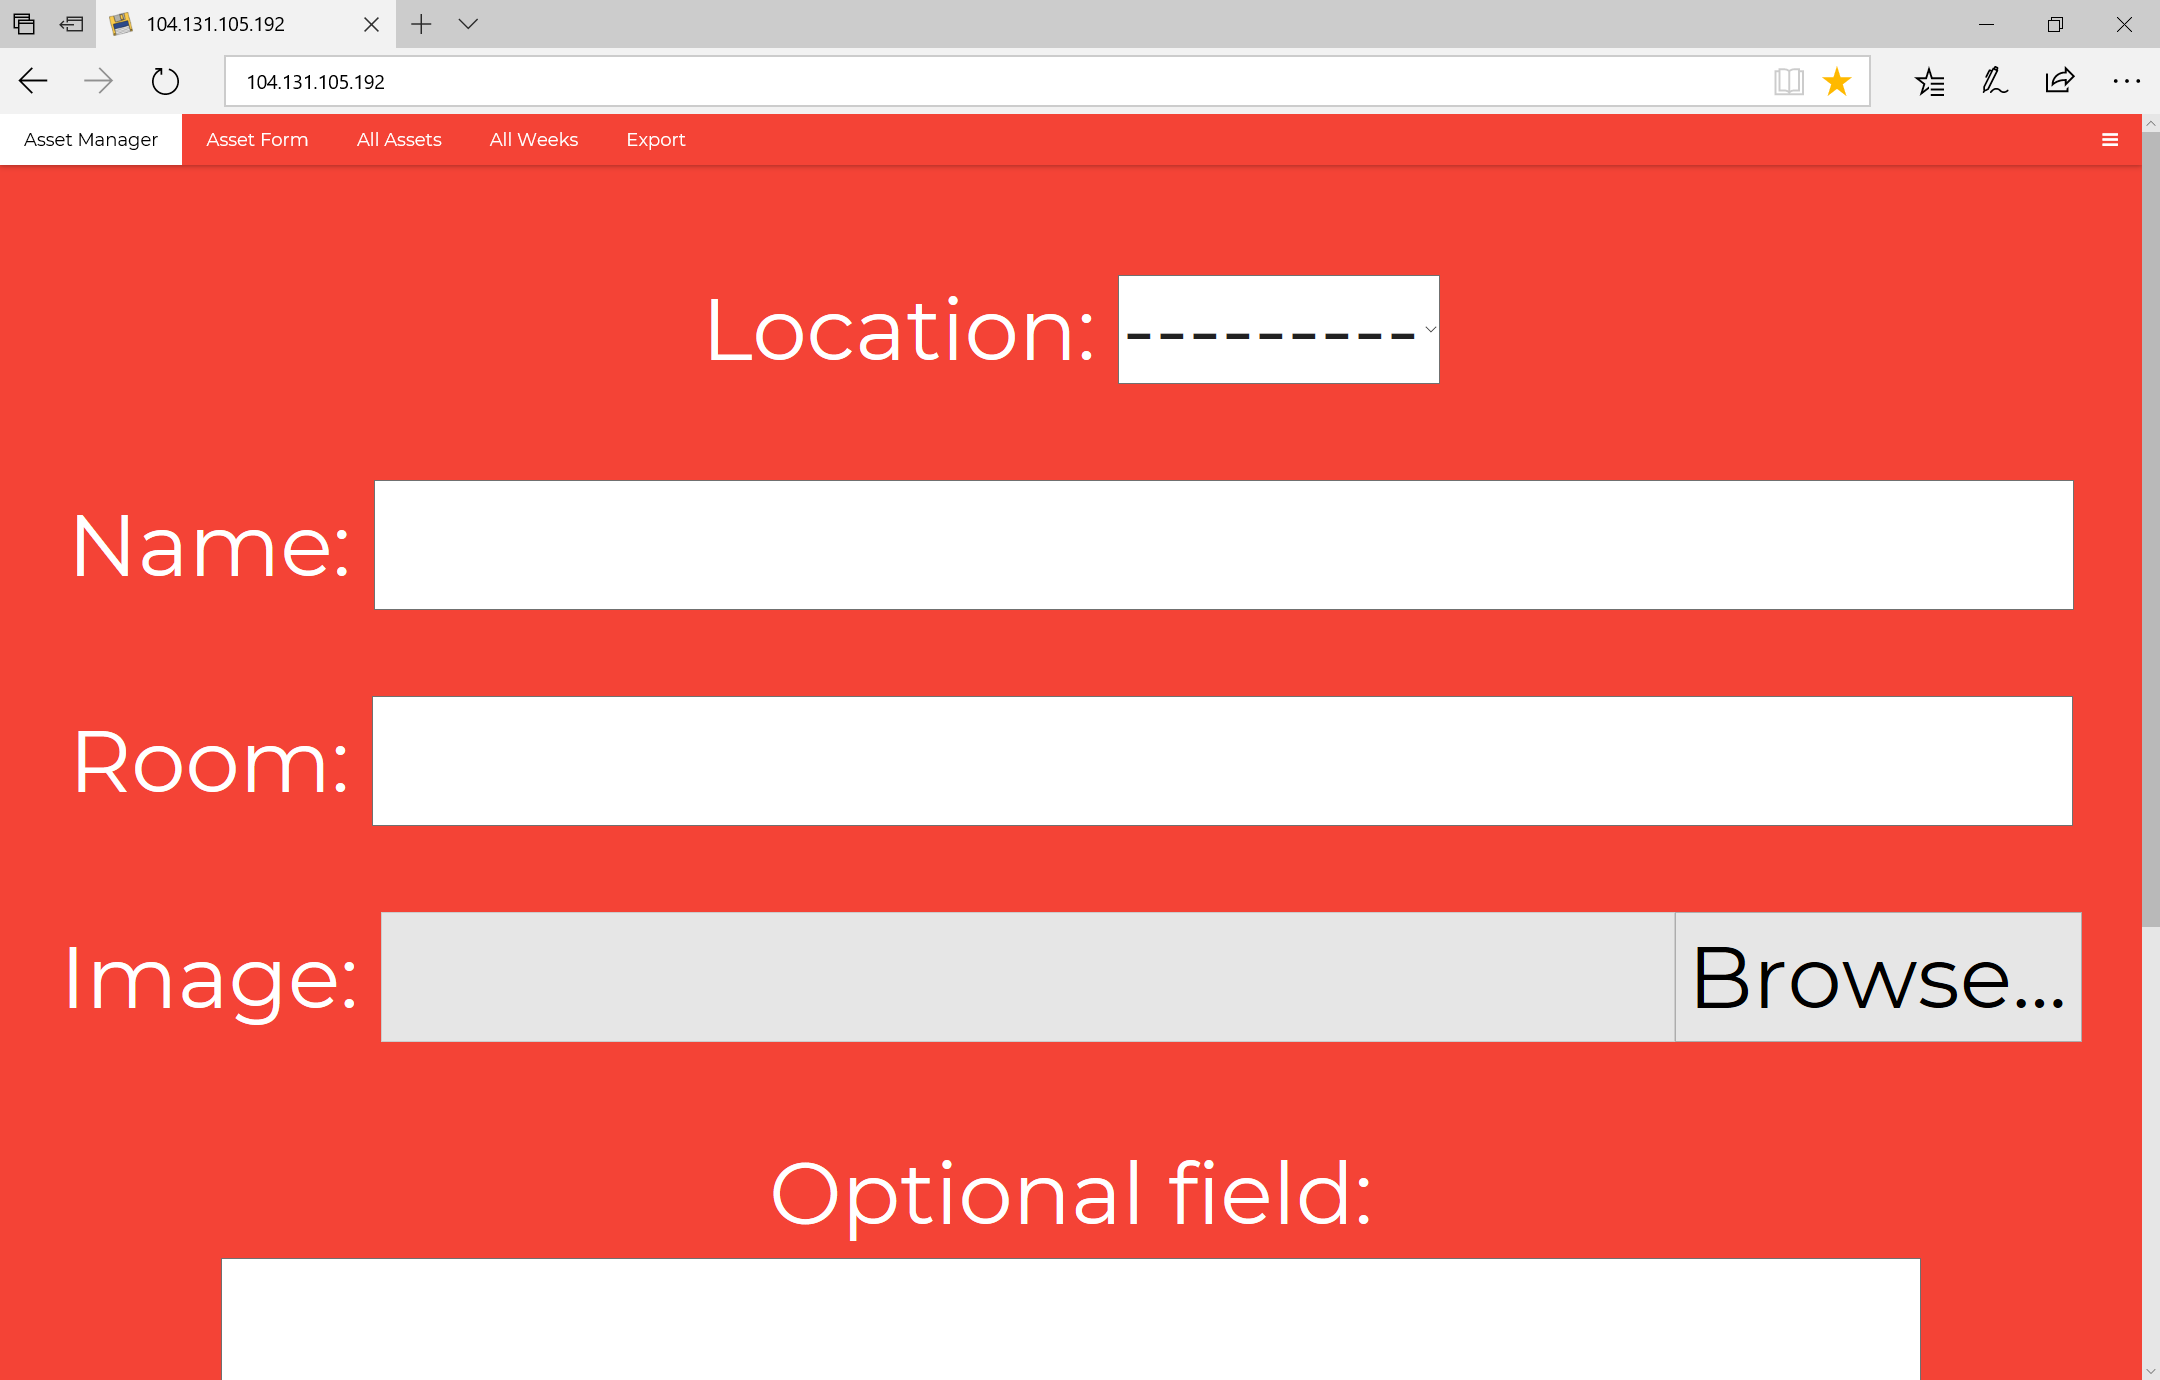 104.131.105.192
104.131.105.192
Asset Manager Asset Form All Assets All Weeks Export
Location: ---------
Name:
Room:
Image: Browse...
Optional field: